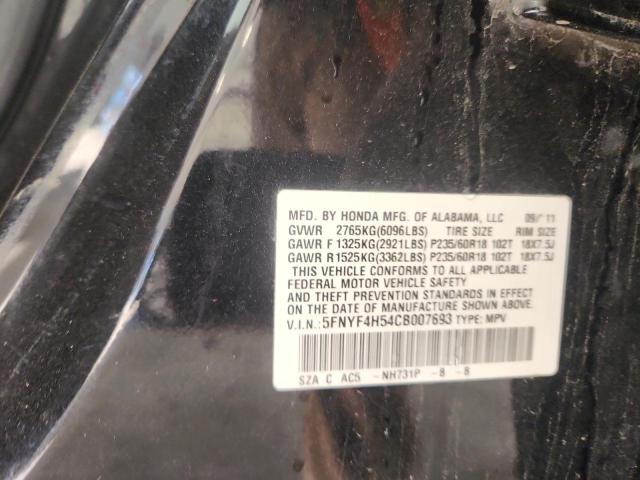 MFD. BY HONDA MFG. OF ALABAMA, LLC 09/11
GVWR 2765KG(6096LBS) TIRE SIZE RIM SIZE
GAWR F 1325KG(2921LBS) P235/60R18 102T 18X7.5J
GAWR R 1525KG(3362LBS) P235/60R18 102T 18X7.5J
THIS VEHICLE CONFORMS TO ALL APPLICABLE
FEDERAL MOTOR VEHICLE SAFETY
AND THEFT PREVENTION STANDARDS IN EFFECT
ON THE DATE OF MANUFACTURE SHOWN ABOVE.
V.I.N.: 5FNYF4H54CB007693 TYPE: MPV
SZA C AC5 -NH731P -8 -8